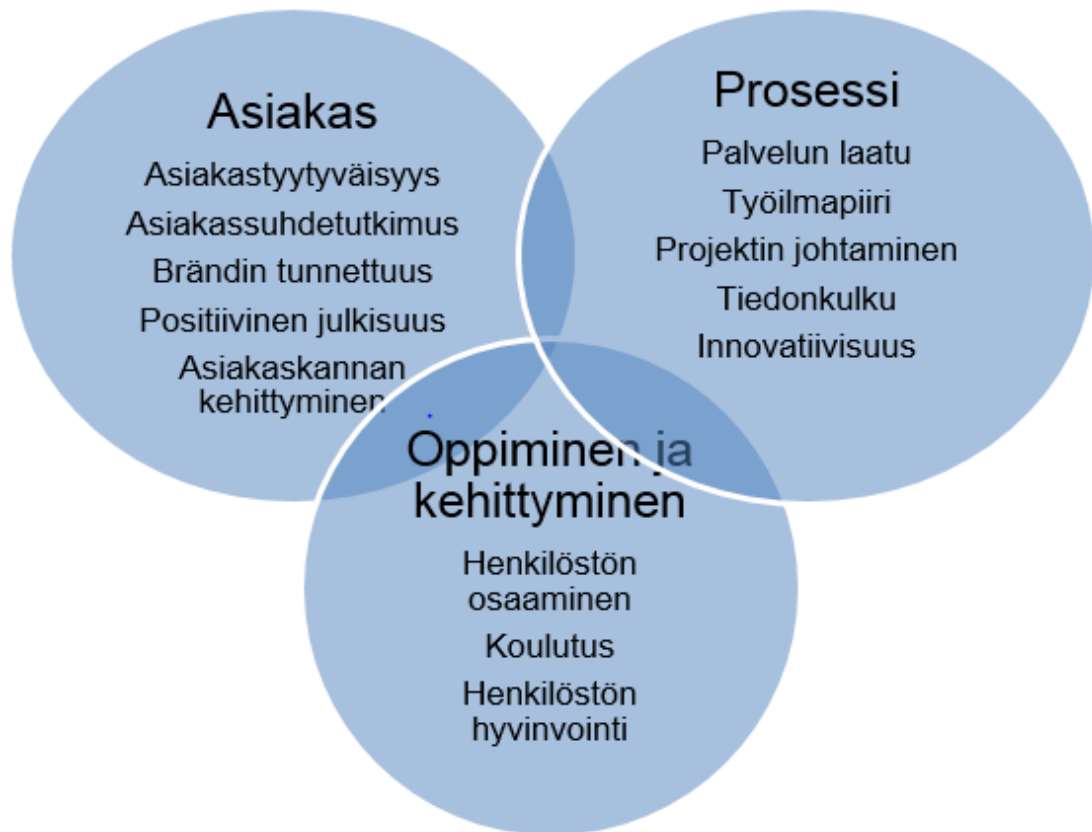 Asiakas
Asiakastyytyväisyys
Asiakassuhdetutkimus
Brändin tunnettuus
Positiivinen julkisuus
Asiakaskannan
kehittyminen
Prosessi
Palvelun laatu
Työilmapiiri
Projektin johtaminen
Tiedonkulku
Innovatiivisuus
Oppiminen ja
kehittyminen
Henkilöstön
osaaminen
Koulutus
Henkilöstön
hyvinvointi